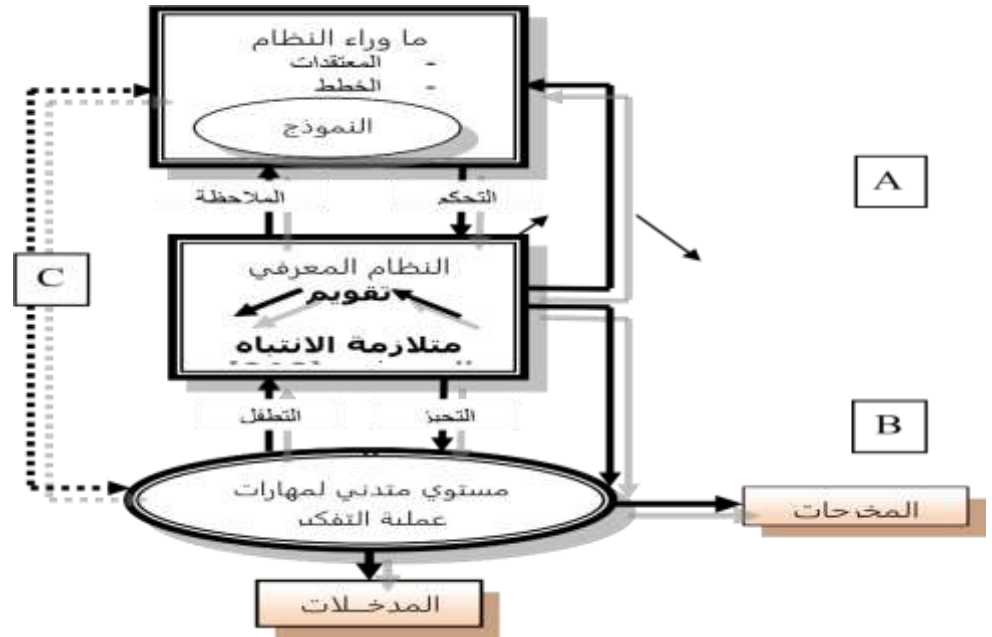 ما وراء النظام
- المعتقدات
- الخطط
النموذج
الملاحظة
التحكم
A
C
النظام المعرفي
تقويم
متلازمة الانتباه
التطفل
التحيز
B
مستوي متدني لمهارات
عملية التفكير
المخرجات
المدخــلات